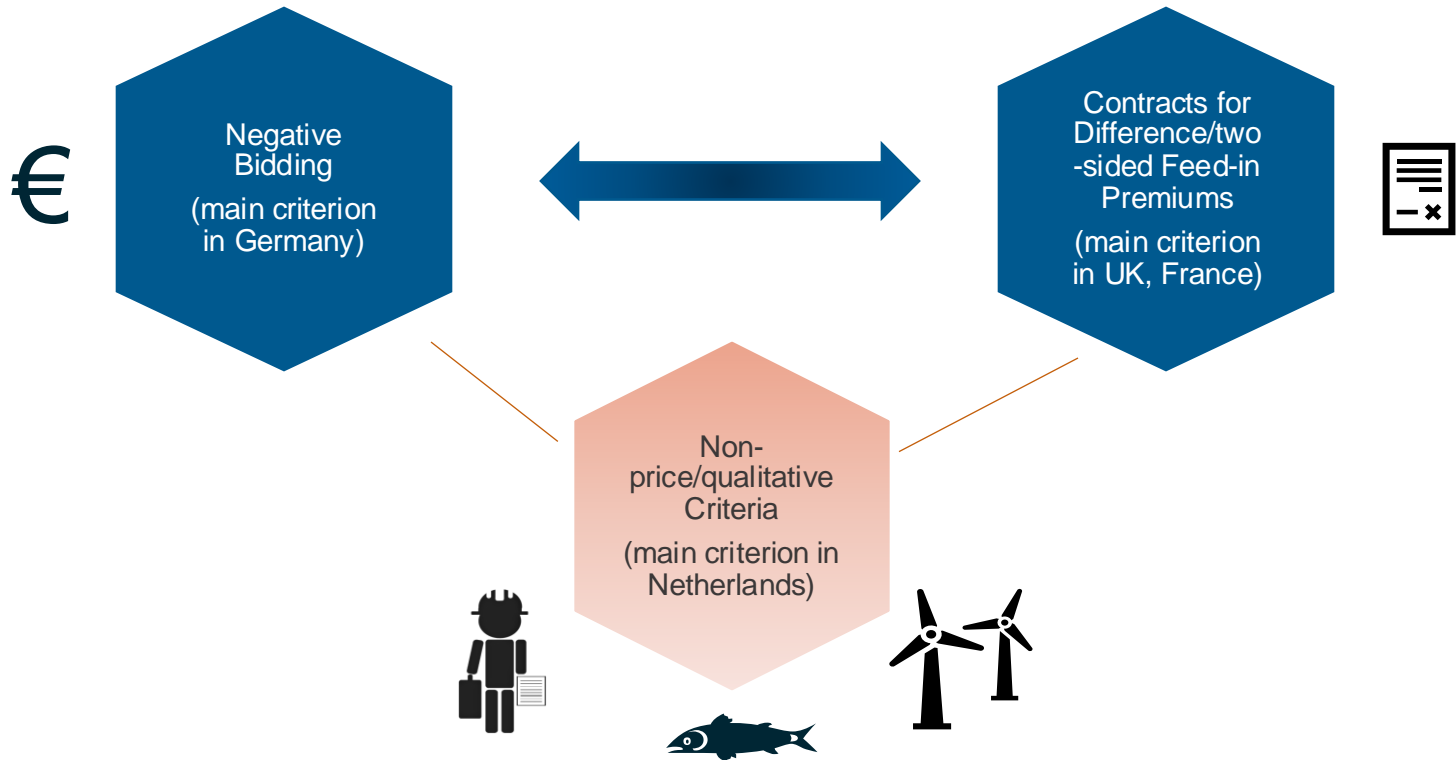 €
Negative
Bidding
(main criterion
in Germany)
Contracts for
Difference/two
-sided Feed-in
Premiums
(main criterion
in UK, France)
Non-
price/qualitative
Criteria
(main criterion in
Netherlands)